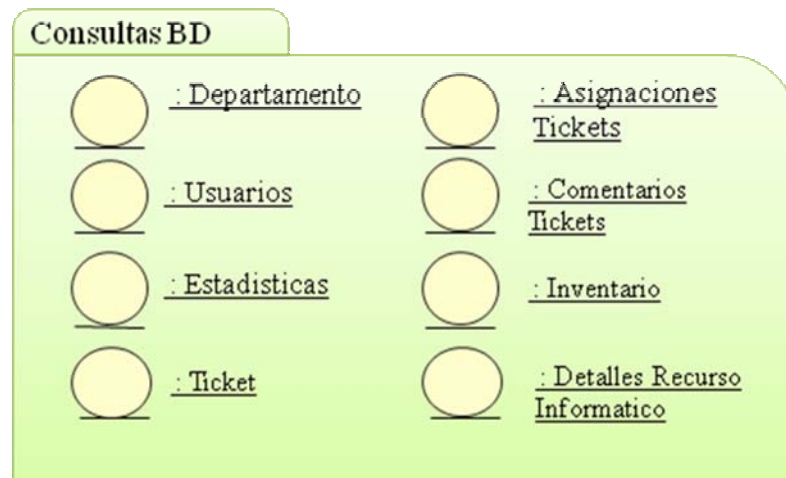 Consultas BD
: Departamento
: Usuarios
: Estadisticas
: Ticket
: Asignaciones
Tickets
: Comentarios
Tickets
: Inventario
: Detalles Recurso
Informatico